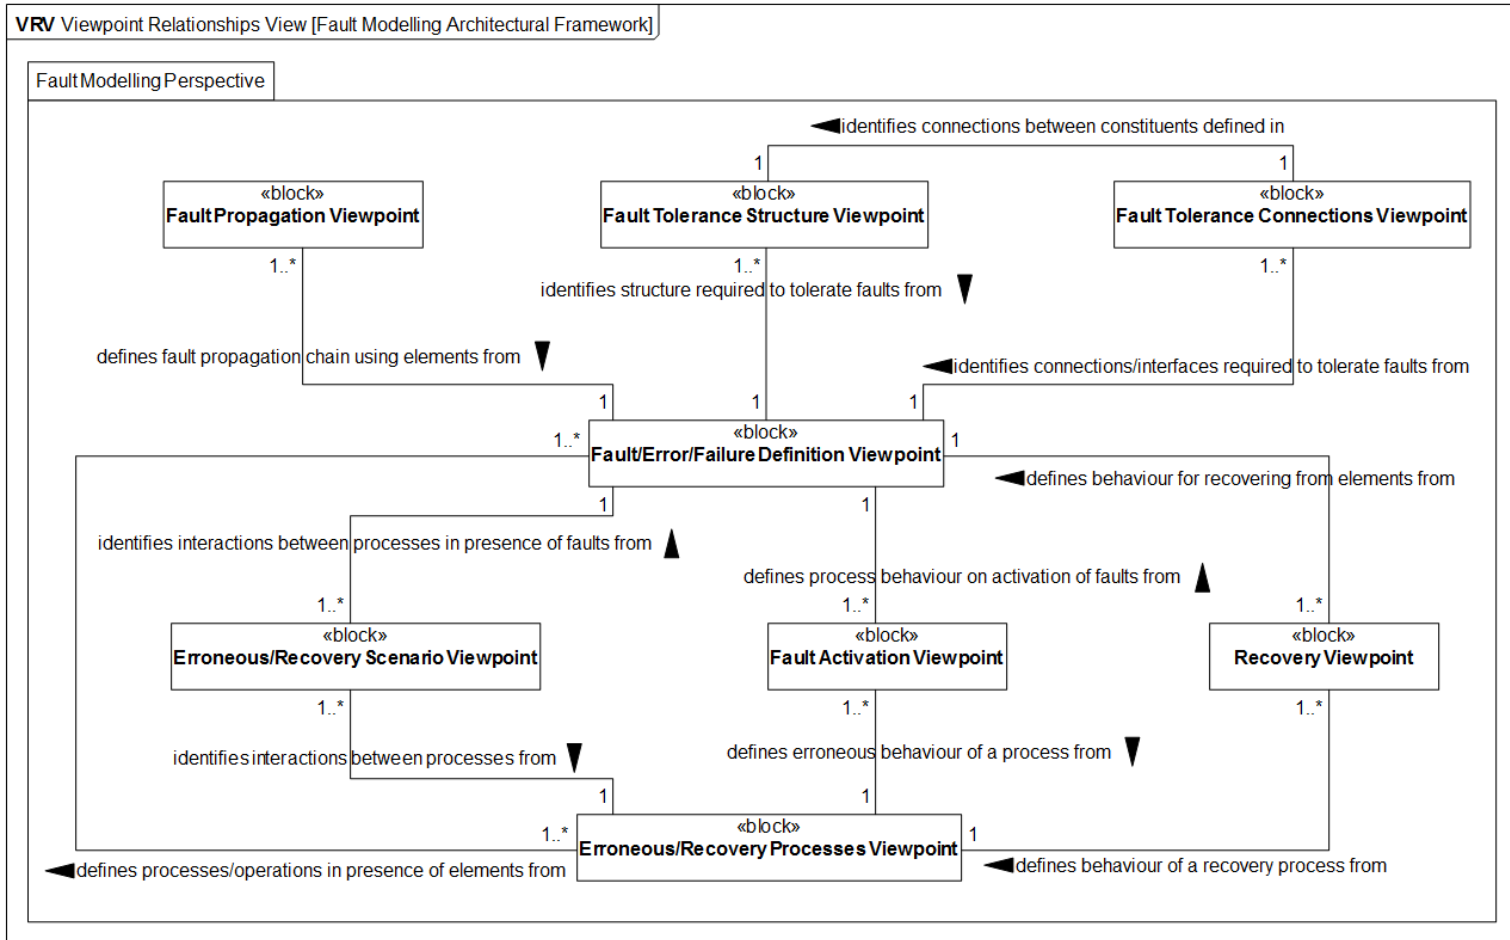 VRV Viewpoint Relationships View [Fault Modelling Architectural Framework]
Fault Modelling Perspective
identifies connections between constituents defined in
1
1
«block»
Fault Propagation Viewpoint
«block»
Fault Tolerance Structure Viewpoint
«block»
Fault Tolerance Connections Viewpoint
1..*
1..*
1..*
identifies structure required to tolerate faults from
defines fault propagation chain using elements from
identifies connections/interfaces required to tolerate faults from
1
1
1
1..*
«block»
Fault/Error/Failure Definition Viewpoint
1
defines behaviour for recovering from elements from
1
1
identifies interactions between processes in presence of faults from
defines process behaviour on activation of faults from
1..*
1..*
1..*
«block»
Erroneous/Recovery Scenario Viewpoint
«block»
Fault Activation Viewpoint
«block»
Recovery Viewpoint
1..*
1..*
1..*
identifies interactions between processes from
defines erroneous behaviour of a process from
1
1
1..*
«block»
Erroneous/Recovery Processes Viewpoint
1
defines processes/operations in presence of elements from
defines behaviour of a recovery process from